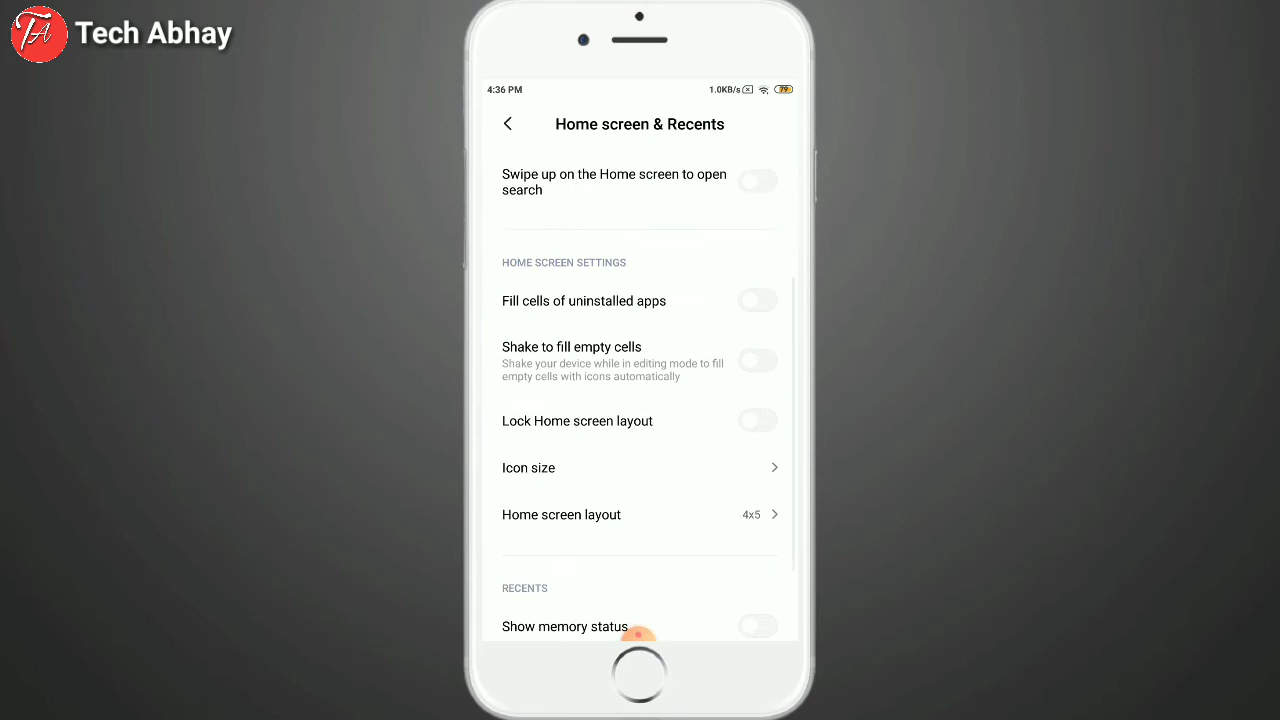 TA Tech Abhay
4:36 PM 1.0KB/s 79
Home screen & Recents
Swipe up on the Home screen to open
search
HOME SCREEN SETTINGS
Fill cells of uninstalled apps
Shake to fill empty cells
Shake your device while in editing mode to fill
empty cells with icons automatically
Lock Home screen layout
Icon size
Home screen layout 4x5
RECENTS
Show memory status